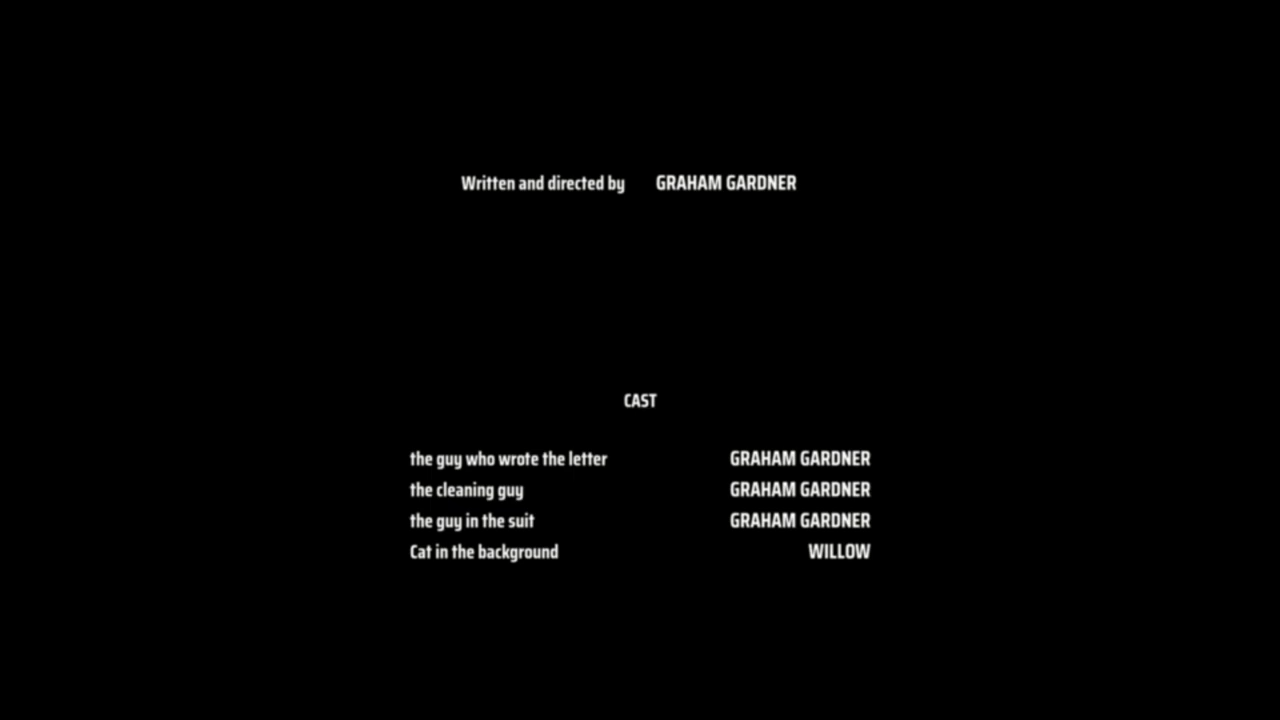 Written and directed by GRAHAM GARDNER
CAST
the guy who wrote the letter GRAHAM GARDNER
the cleaning guy GRAHAM GARDNER
the guy in the suit GRAHAM GARDNER
Cat in the background WILLOW